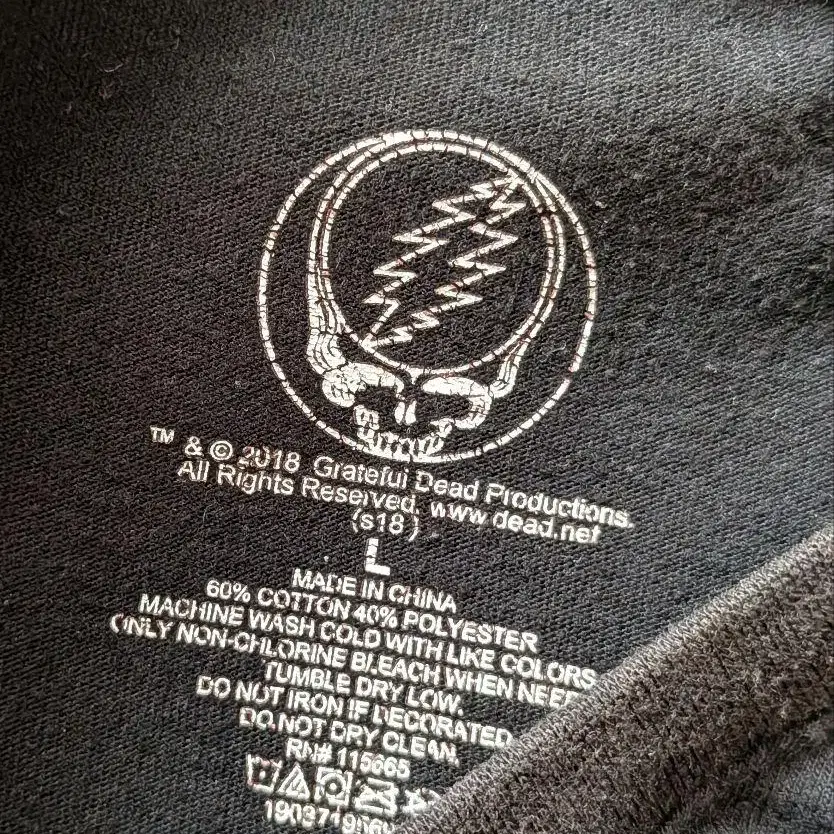 ™ & © 2018 Grateful Dead Productions.
All Rights Reserved. www.dead.net
(s18)
L
MADE IN CHINA
60% COTTON 40% POLYESTER
MACHINE WASH COLD WITH LIKE COLORS
ONLY NON-CHLORINE BLEACH WHEN
TUMBLE DRY LOW.
DO NOT IRON IF DECORATED
DO NOT DRY CLEAN.
RN# 115665